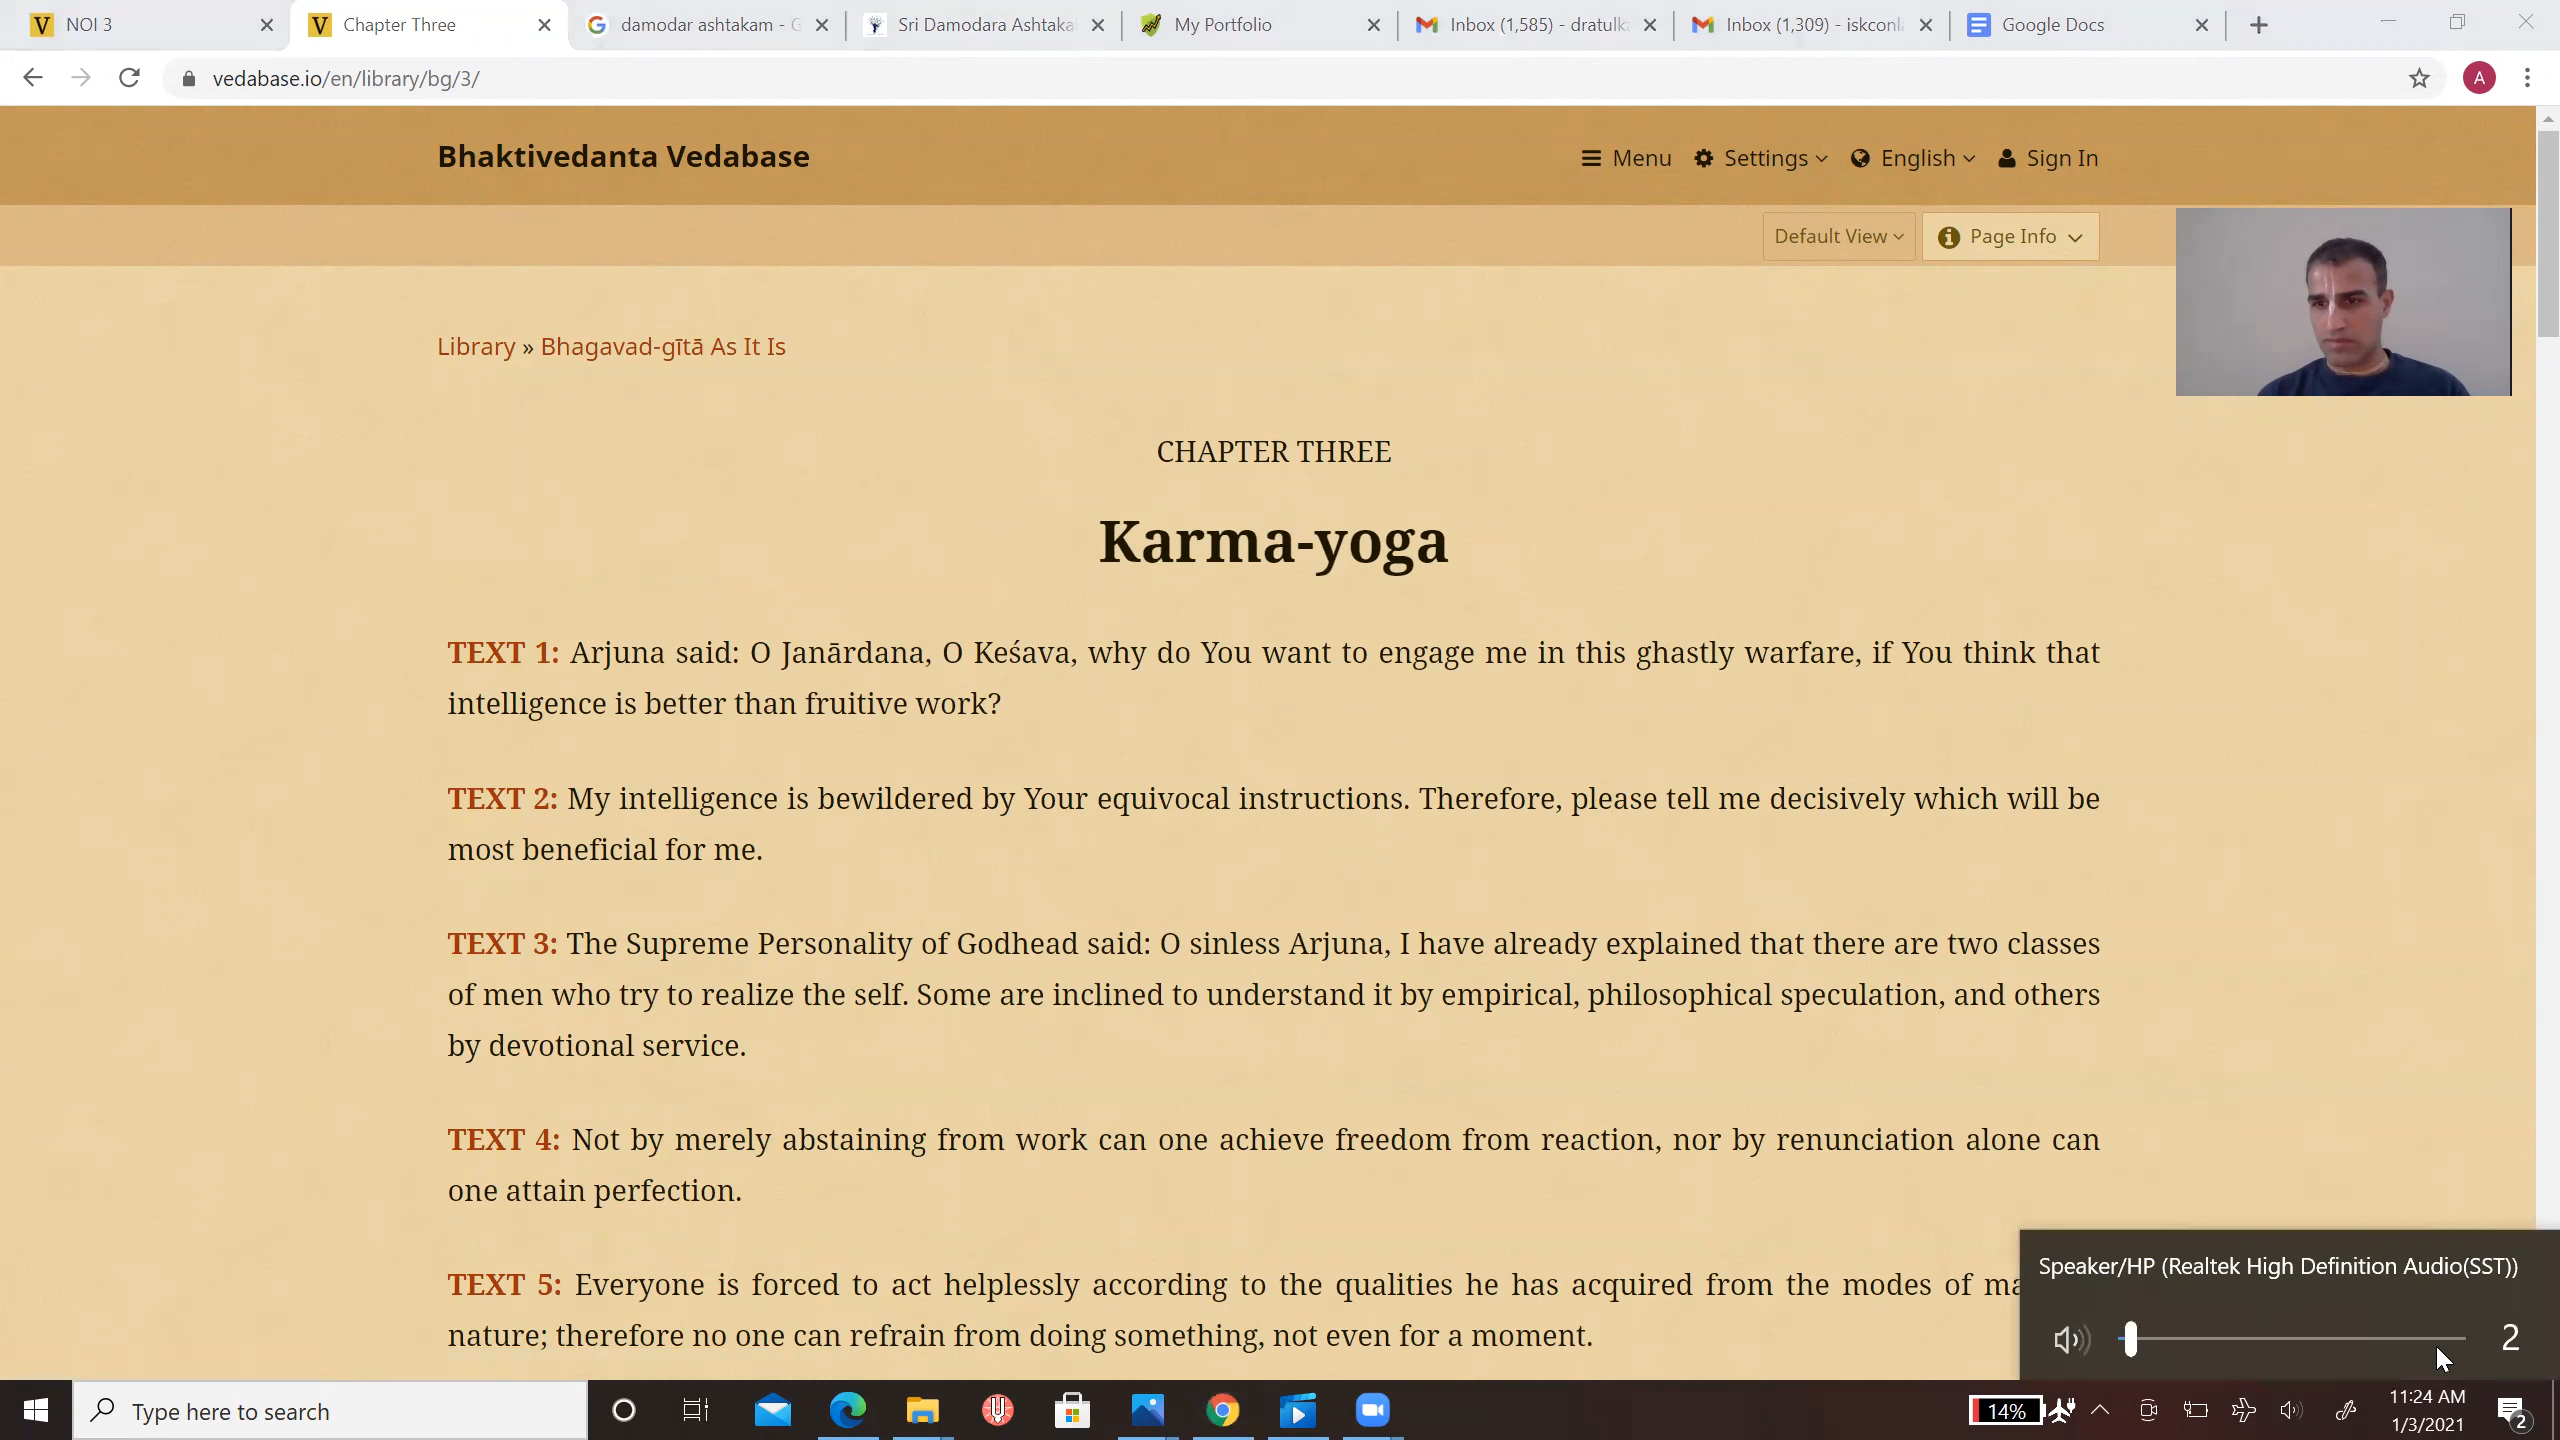 NOI 3
Chapter Three
damodar ashtakam - G
Sri Damodara Ashtaka
My Portfolio
Inbox (1,585) - dratulk
Inbox (1,309) - iskconl
Google Docs
vedabase.io/en/library/bg/3/
A
Bhaktivedanta Vedabase
Menu
Settings
English
Sign In
Default View
Page Info
Library » Bhagavad-gītā As It Is
CHAPTER THREE
Karma-yoga
TEXT 1: Arjuna said: O Janārdana, O Keśava, why do You want to engage me in this ghastly warfare, if You think that
intelligence is better than fruitive work?
TEXT 2: My intelligence is bewildered by Your equivocal instructions. Therefore, please tell me decisively which will be
most beneficial for me.
TEXT 3: The Supreme Personality of Godhead said: O sinless Arjuna, I have already explained that there are two classes
of men who try to realize the self. Some are inclined to understand it by empirical, philosophical speculation, and others
by devotional service.
TEXT 4: Not by merely abstaining from work can one achieve freedom from reaction, nor by renunciation alone can
one attain perfection.
TEXT 5: Everyone is forced to act helplessly according to the qualities he has acquired from the modes of ma
nature; therefore no one can refrain from doing something, not even for a moment.
Speaker/HP (Realtek High Definition Audio(SST))
2
Type here to search
14%
11:24 AM
1/3/2021
2